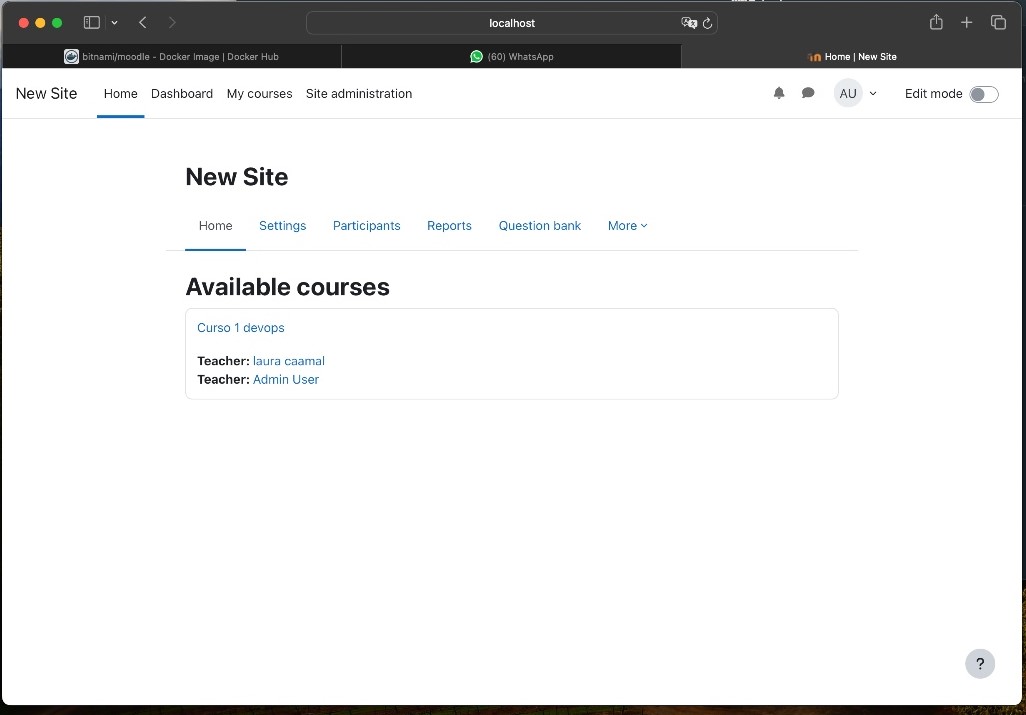 localhost
bitnami/moodle - Docker Image | Docker Hub
(60) WhatsApp
Home | New Site
New Site Home Dashboard My courses Site administration AU Edit mode
New Site
Home Settings Participants Reports Question bank More
Available courses
Curso 1 devops
Teacher: laura caamal
Teacher: Admin User
?